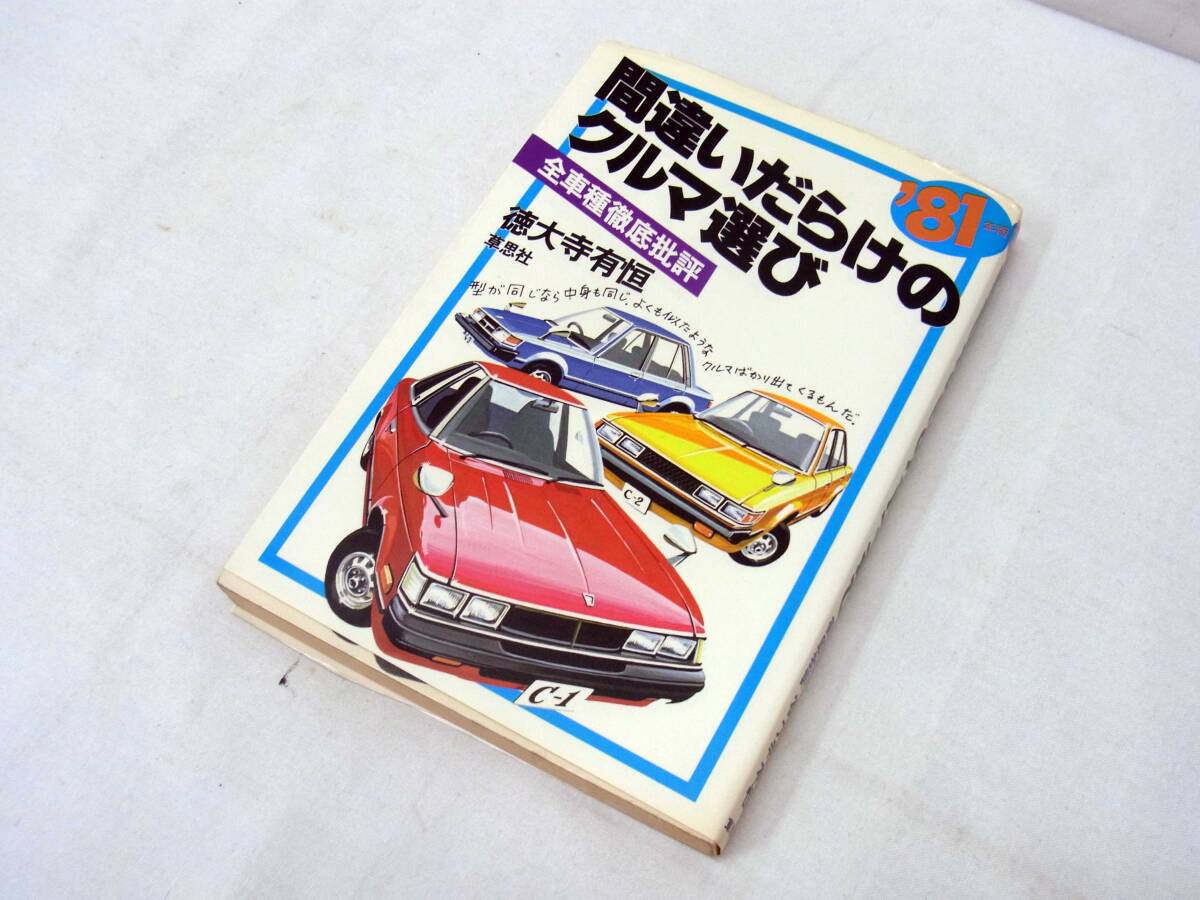 間違いだらけの
クルマ選び
'81年版
全車種徹底批評
徳大寺有恒
草思社
型が同じなら中身も同じ。よくも似たような
クルマばかり出てくるもんだ。
C-2
C-1